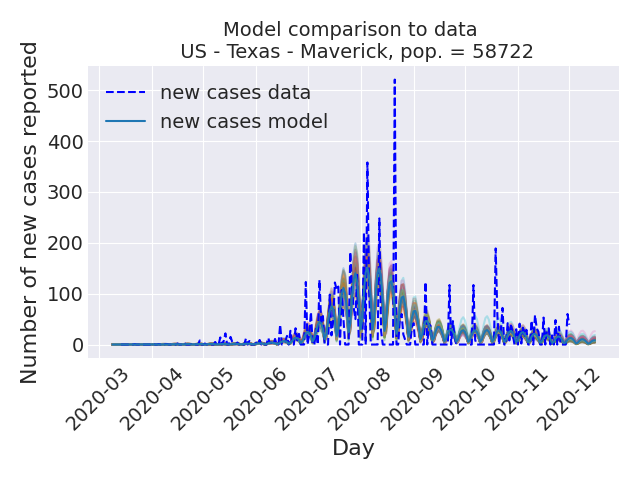 Model comparison to data
US - Texas - Maverick, pop. = 58722
Number of new cases reported
500
400
300
200
100
0
new cases data
new cases model
2020-03
2020-04
2020-05
2020-06
2020-07
2020-08
2020-09
2020-10
2020-11
2020-12
Day